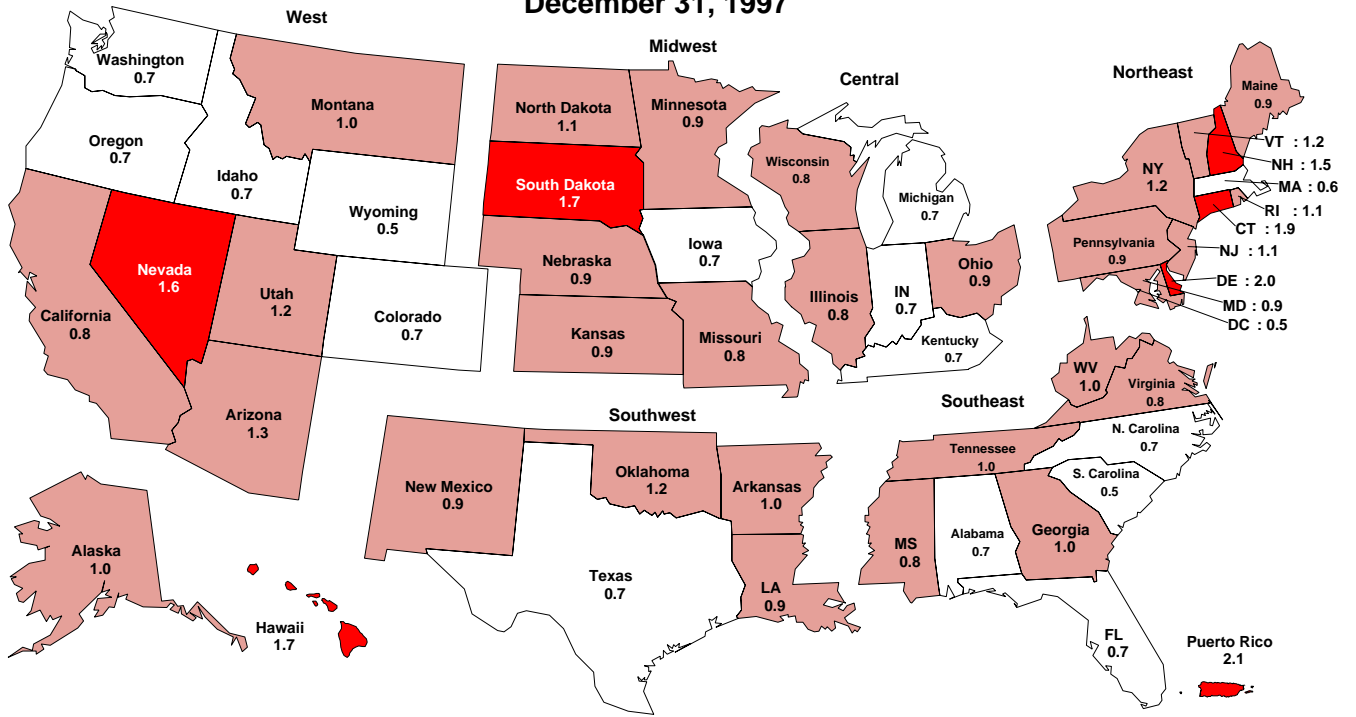 December 31, 1997
West
Midwest
Central
Northeast
Washington
0.7
Oregon
0.7
Idaho
0.7
Montana
1.0
Wyoming
0.5
Nevada
1.6
Utah
1.2
Colorado
0.7
California
0.8
Arizona
1.3
Alaska
1.0
Hawaii
1.7
North Dakota
1.1
Minnesota
0.9
South Dakota
1.7
Iowa
0.7
Nebraska
0.9
Kansas
0.9
Missouri
0.8
Wisconsin
0.8
Michigan
0.7
Illinois
0.8
IN
0.7
Ohio
0.9
Kentucky
0.7
Maine
0.9
VT : 1.2
NH : 1.5
MA : 0.6
RI : 1.1
CT : 1.9
NJ : 1.1
DE : 2.0
MD : 0.9
DC : 0.5
NY
1.2
Pennsylvania
0.9
Southwest
New Mexico
0.9
Oklahoma
1.2
Arkansas
1.0
Texas
0.7
LA
0.9
Southeast
WV
1.0
Virginia
0.8
N. Carolina
0.7
Tennessee
1.0
S. Carolina
0.5
MS
0.8
Alabama
0.7
Georgia
1.0
FL
0.7
Puerto Rico
2.1